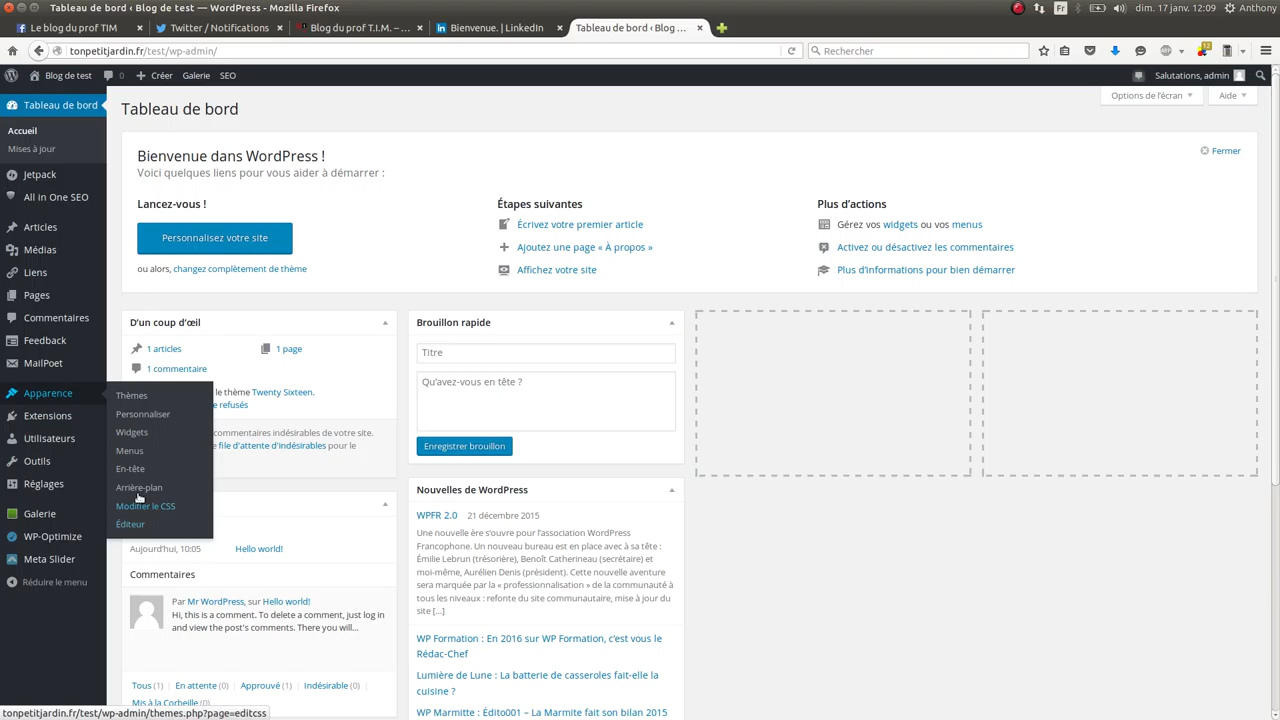 Tableau de bord ‹ Blog de test — WordPress - Mozilla Firefox
Fr
dim. 17 janv. 12:09
Anthony
Le blog du prof TIM
Twitter / Notifications
Blog du prof T.I.M. – ...
Bienvenue. | LinkedIn
Tableau de bord ‹ Blog ...
tonpetitjardin.fr/test/wp-admin/
Rechercher
Blog de test
0
Créer
Galerie
SEO
Salutations, admin
Tableau de bord
Accueil
Mises à jour
Jetpack
All in One SEO
Articles
Médias
Liens
Pages
Commentaires
Feedback
MailPoet
Apparence
Extensions
Utilisateurs
Outils
Réglages
Galerie
WP-Optimize
Meta Slider
Réduire le menu
Thèmes
Personnaliser
Widgets
Menus
En-tête
Arrière-plan
Modifier le CSS
Éditeur
Tableau de bord
Options de l’écran
Aide
Bienvenue dans WordPress !
Voici quelques liens pour vous aider à démarrer :
Fermer
Lancez-vous !
Personnalisez votre site
ou alors, changez complètement de thème
Étapes suivantes
Écrivez votre premier article
Ajoutez une page « À propos »
Affichez votre site
Plus d’actions
Gérez vos widgets ou vos menus
Activez ou désactivez les commentaires
Plus d’informations pour bien démarrer
D’un coup d’œil
1 articles
1 page
1 commentaire
le thème Twenty Sixteen.
refusés
commentaires indésirables de votre site.
file d’attente d’indésirables pour le
Aujourd’hui, 10:05
Hello world!
Commentaires
Par Mr WordPress, sur Hello world!
Hi, this is a comment. To delete a comment, just log in
and view the post's comments. There you will...
Tous (1) | En attente (0) | Approuvé (1) | Indésirable (0) |
Mis à la Corbeille (0)
Brouillon rapide
Titre
Qu’avez-vous en tête ?
Enregistrer brouillon
Nouvelles de WordPress
WPFR 2.0 21 décembre 2015
Une nouvelle ère s’ouvre pour l’association WordPress
Francophone. Un nouveau bureau est en place avec à sa tête :
Émilie Lebrun (trésorière), Benoît Catherineau (secrétaire) et
moi-même, Aurélien Denis (président). Cette nouvelle aventure
sera marquée par la « professionnalisation » de la communauté à
tous les niveaux : refonte du site communautaire, mise à jour du
site […]
WP Formation : En 2016 sur WP Formation, c’est vous le
Rédac-Chef
Lumière de Lune : La batterie de casseroles fait-elle la
cuisine ?
WP Marmitte : Édito001 – La Marmite fait son bilan 2015
tonpetitjardin.fr/test/wp-admin/themes.php?page=editcss